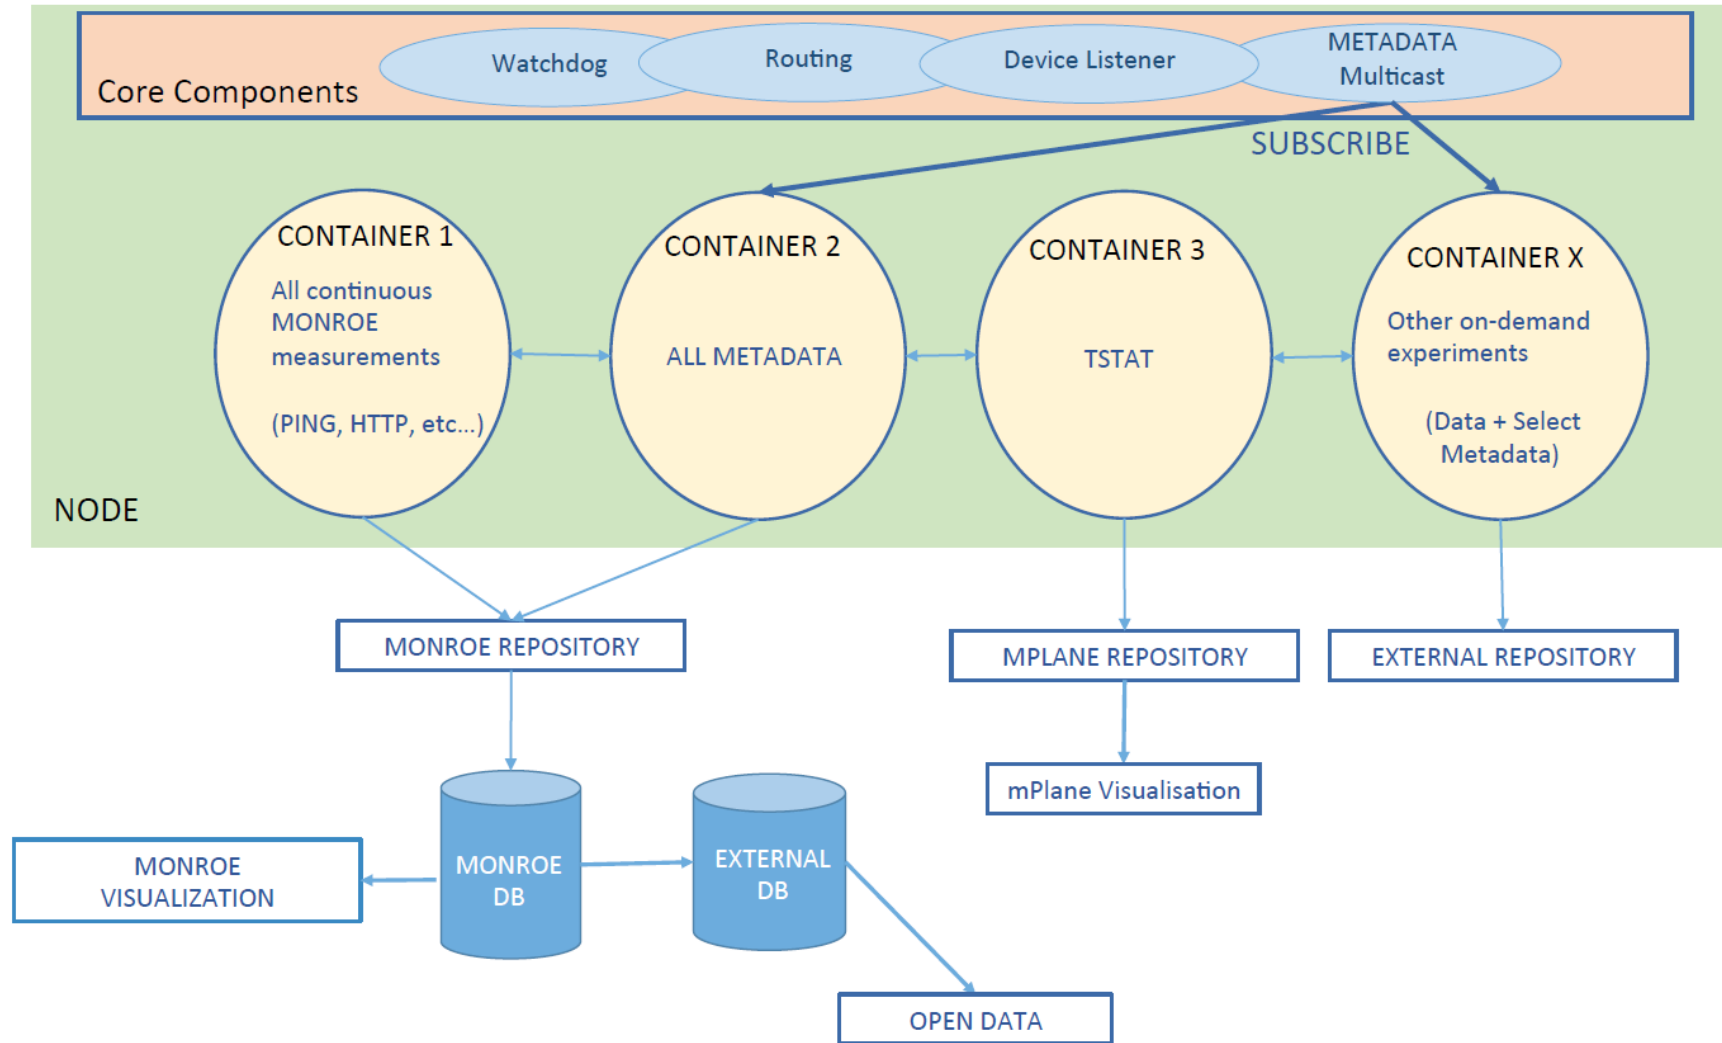 Core Components
Watchdog
Routing
Device Listener
METADATA
Multicast
SUBSCRIBE
CONTAINER 1
All continuous
MONROE
measurements
(PING, HTTP, etc...)
CONTAINER 2
ALL METADATA
CONTAINER 3
TSTAT
CONTAINER X
Other on-demand
experiments
(Data + Select
Metadata)
NODE
MONROE REPOSITORY
MPLANE REPOSITORY
EXTERNAL REPOSITORY
mPlane Visualisation
MONROE
VISUALIZATION
MONROE
DB
EXTERNAL
DB
OPEN DATA